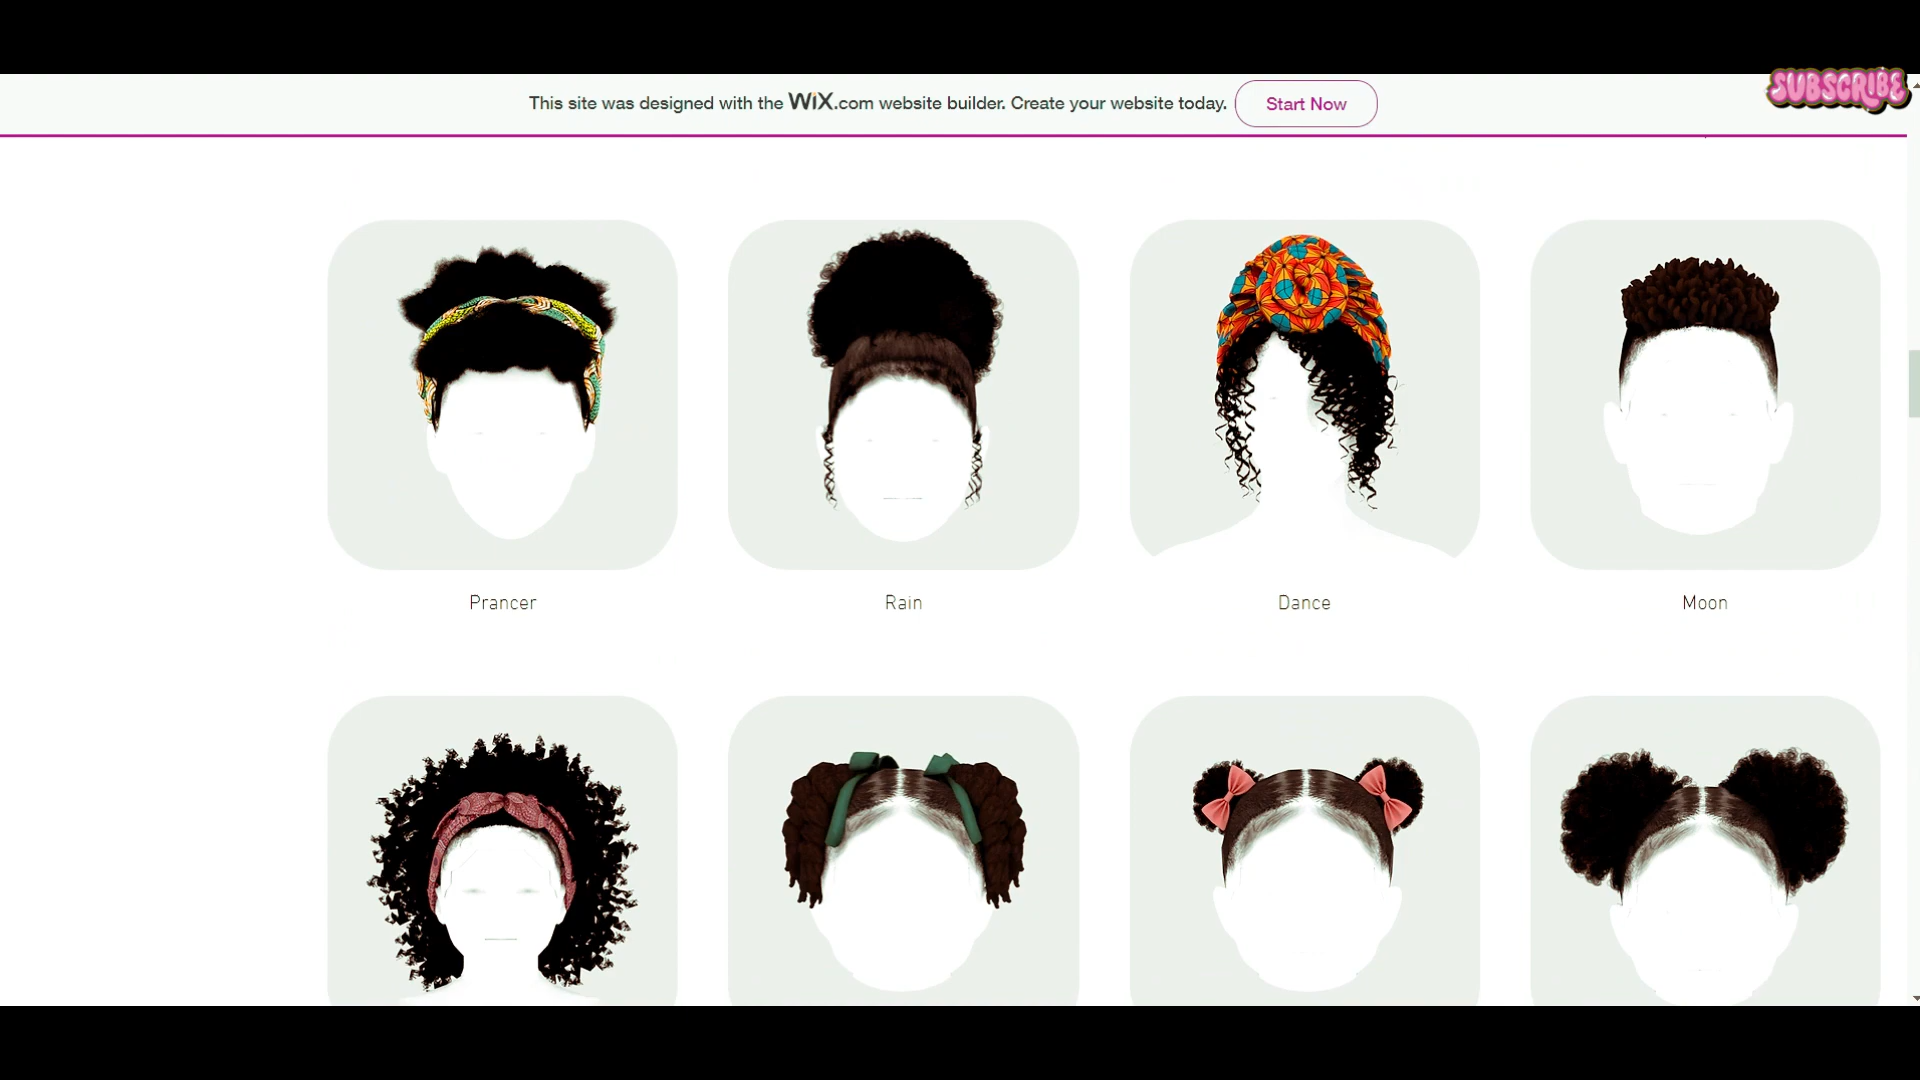 This site was designed with the WiX.com website builder. Create your website today. Start Now
SUBSCRIBE
Prancer
Rain
Dance
Moon